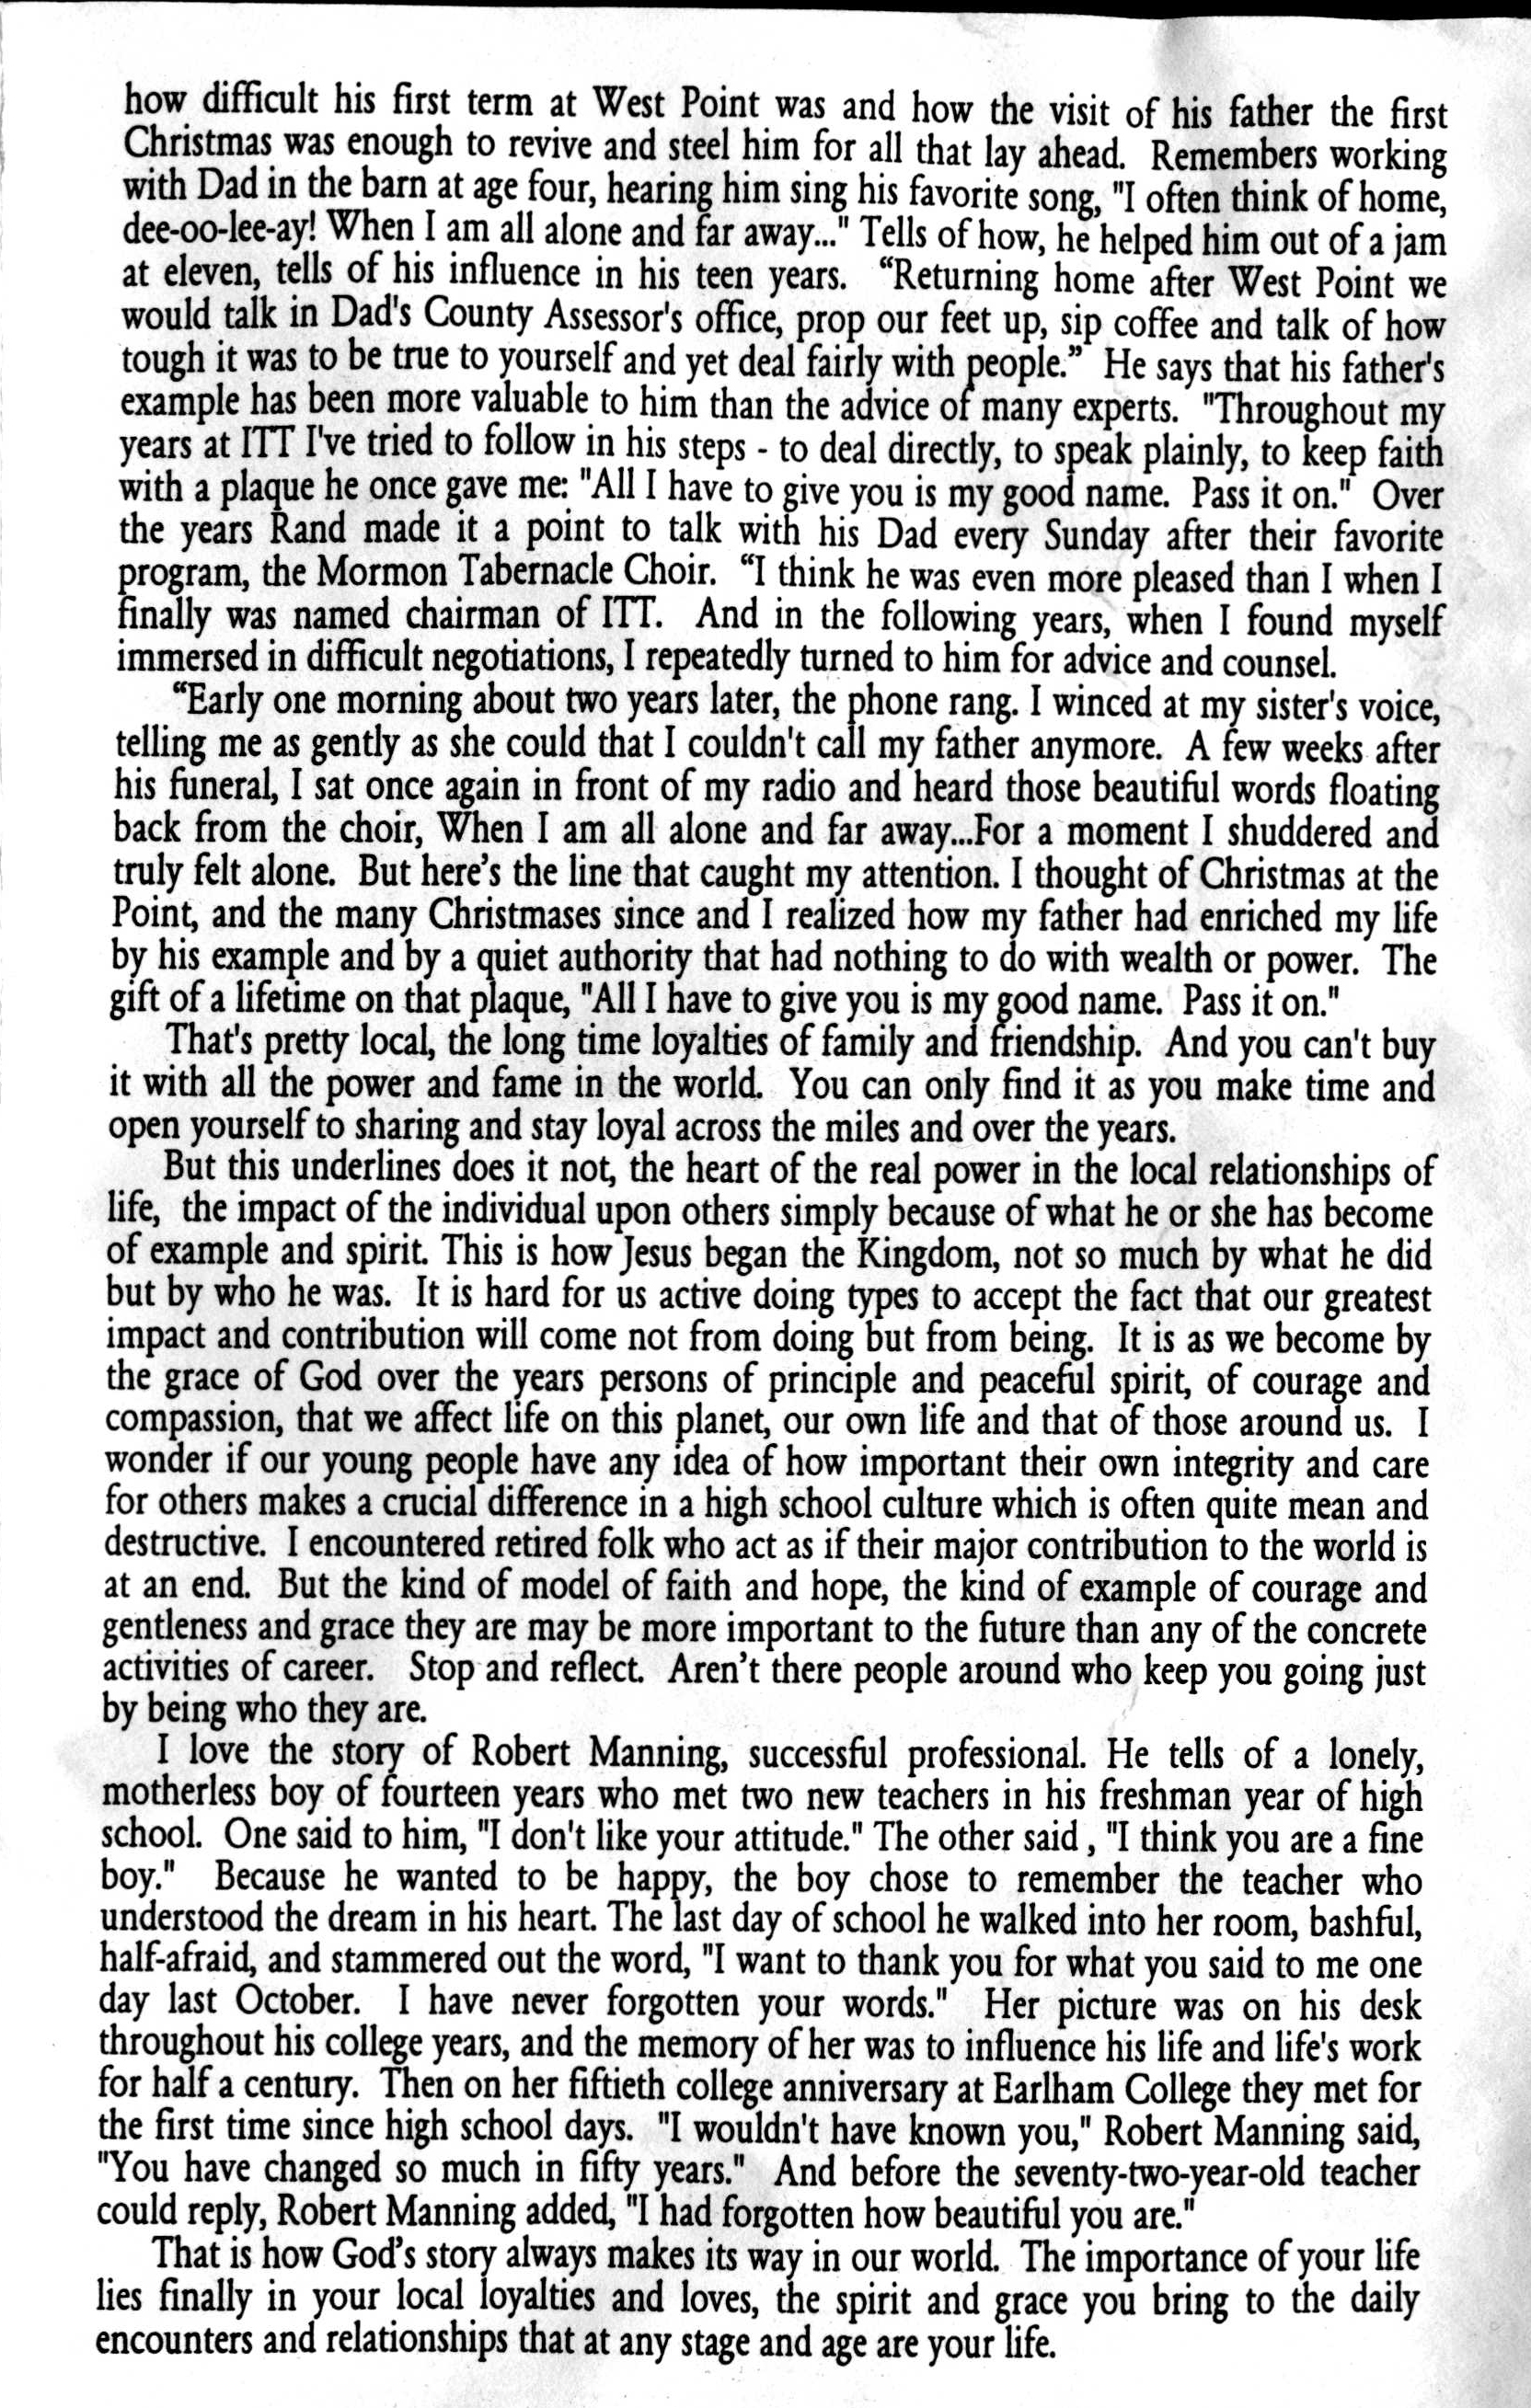 how difficult his first term at West Point was and how the visit of his father the first
Christmas was enough to revive and steel him for all that lay ahead. Remembers working
with Dad in the barn at age four, hearing him sing his favorite song, "I often think of home,
dee-oo-lee-ay! When I am all alone and far away..." Tells of how, he helped him out of a jam
at eleven, tells of his influence in his teen years. “Returning home after West Point we
would talk in Dad's County Assessor's office, prop our feet up, sip coffee and talk of how
tough it was to be true to yourself and yet deal fairly with people.” He says that his father's
example has been more valuable to him than the advice of many experts. "Throughout my
years at ITT I've tried to follow in his steps - to deal directly, to speak plainly, to keep faith
with a plaque he once gave me: "All I have to give you is my good name. Pass it on." Over
the years Rand made it a point to talk with his Dad every Sunday after their favorite
program, the Mormon Tabernacle Choir. “I think he was even more pleased than I when I
finally was named chairman of ITT. And in the following years, when I found myself
immersed in difficult negotiations, I repeatedly turned to him for advice and counsel.
“Early one morning about two years later, the phone rang. I winced at my sister's voice,
telling me as gently as she could that I couldn't call my father anymore. A few weeks after
his funeral, I sat once again in front of my radio and heard those beautiful words floating
back from the choir, When I am all alone and far away...For a moment I shuddered and
truly felt alone. But here’s the line that caught my attention. I thought of Christmas at the
Point, and the many Christmases since and I realized how my father had enriched my life
by his example and by a quiet authority that had nothing to do with wealth or power. The
gift of a lifetime on that plaque, "All I have to give you is my good name. Pass it on."
That's pretty local, the long time loyalties of family and friendship. And you can't buy
it with all the power and fame in the world. You can only find it as you make time and
open yourself to sharing and stay loyal across the miles and over the years.
But this underlines does it not, the heart of the real power in the local relationships of
life, the impact of the individual upon others simply because of what he or she has become
of example and spirit. This is how Jesus began the Kingdom, not so much by what he did
but by who he was. It is hard for us active doing types to accept the fact that our greatest
impact and contribution will come not from doing but from being. It is as we become by
the grace of God over the years persons of principle and peaceful spirit, of courage and
compassion, that we affect life on this planet, our own life and that of those around us. I
wonder if our young people have any idea of how important their own integrity and care
for others makes a crucial difference in a high school culture which is often quite mean and
destructive. I encountered retired folk who act as if their major contribution to the world is
at an end. But the kind of model of faith and hope, the kind of example of courage and
gentleness and grace they are may be more important to the future than any of the concrete
activities of career. Stop and reflect. Aren’t there people around who keep you going just
by being who they are.
I love the story of Robert Manning, successful professional. He tells of a lonely,
motherless boy of fourteen years who met two new teachers in his freshman year of high
school. One said to him, "I don't like your attitude." The other said , "I think you are a fine
boy." Because he wanted to be happy, the boy chose to remember the teacher who
understood the dream in his heart. The last day of school he walked into her room, bashful,
half-afraid, and stammered out the word, "I want to thank you for what you said to me one
day last October. I have never forgotten your words." Her picture was on his desk
throughout his college years, and the memory of her was to influence his life and life's work
for half a century. Then on her fiftieth college anniversary at Earlham College they met for
the first time since high school days. "I wouldn't have known you," Robert Manning said,
"You have changed so much in fifty years." And before the seventy-two-year-old teacher
could reply, Robert Manning added, "I had forgotten how beautiful you are."
That is how God’s story always makes its way in our world. The importance of your life
lies finally in your local loyalties and loves, the spirit and grace you bring to the daily
encounters and relationships that at any stage and age are your life.